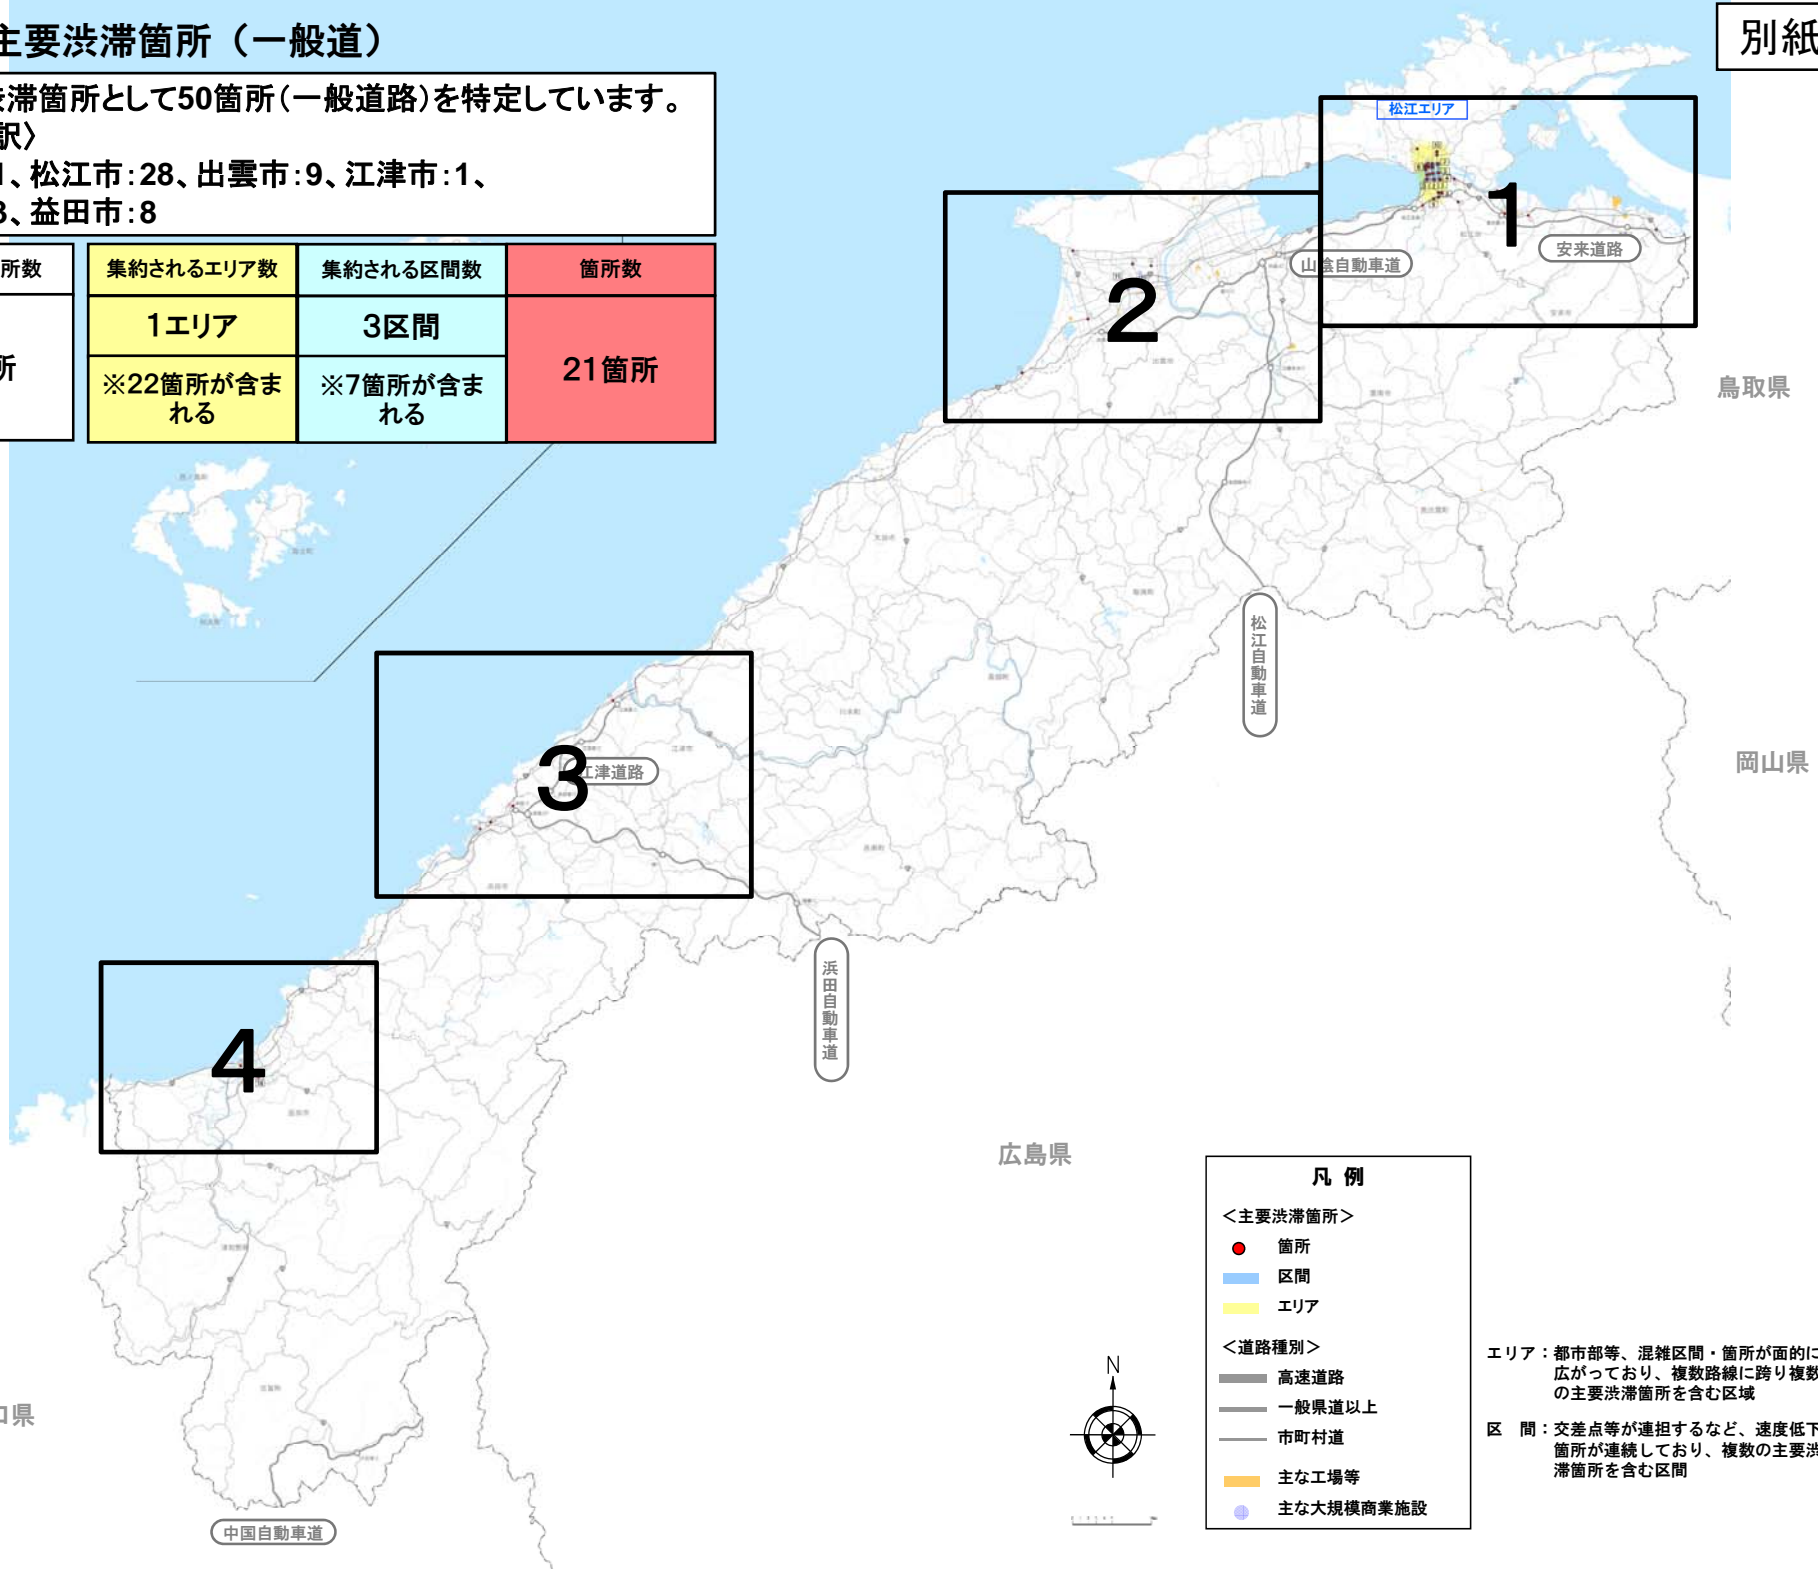 主要渋滞箇所（一般道）
別紙
渋滞箇所として50箇所（一般道路）を特定しています。
訳〉
1、松江市：28、出雲市：9、江津市：1、
3、益田市：8
所数
集約されるエリア数
集約される区間数
箇所数
所
1エリア
3区間
21箇所
※22箇所が含まれる
※7箇所が含まれる
松江エリア
1
安来道路
山陰自動車道
2
鳥取県
松江自動車道
岡山県
3
江津道路
浜田自動車道
4
広島県
口県
中国自動車道
N
凡 例
＜主要渋滞箇所＞
箇所
区間
エリア
＜道路種別＞
高速道路
一般県道以上
市町村道
主な工場等
主な大規模商業施設
エリア：都市部等、混雑区間・箇所が面的に
広がっており、複数路線に跨り複数
の主要渋滞箇所を含む区域
区　間：交差点等が連担するなど、速度低下
箇所が連続しており、複数の主要渋
滞箇所を含む区間